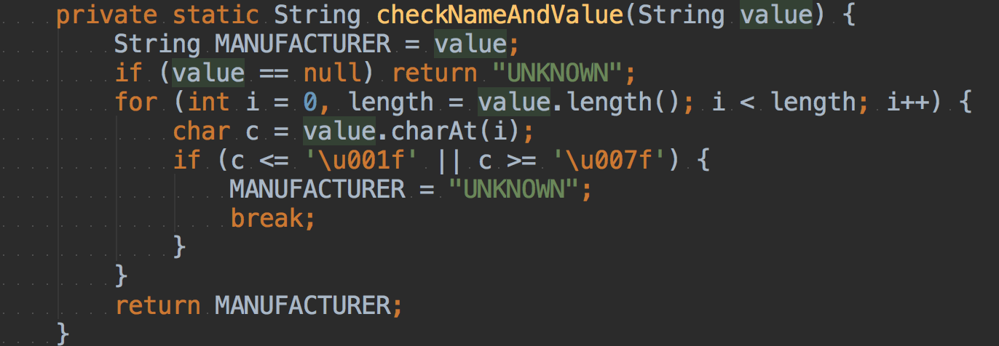 private static String checkNameAndValue(String value) {
String MANUFACTURER = value;
if (value == null) return "UNKNOWN";
for (int i = 0, length = value.length(); i < length; i++) {
char c = value.charAt(i);
if (c <= '\u001f' || c >= '\u007f') {
MANUFACTURER = "UNKNOWN";
break;
}
}
return MANUFACTURER;
}